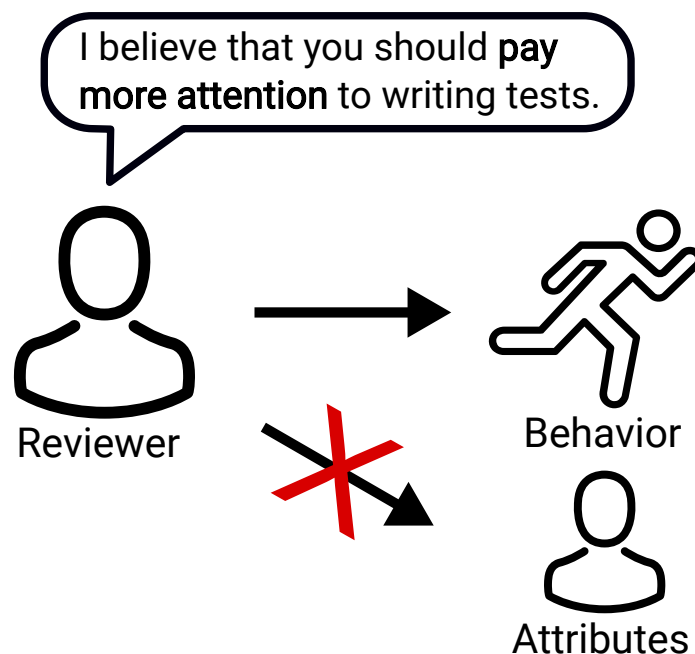 I believe that you should pay
more attention to writing tests.
Reviewer
Behavior
Attributes